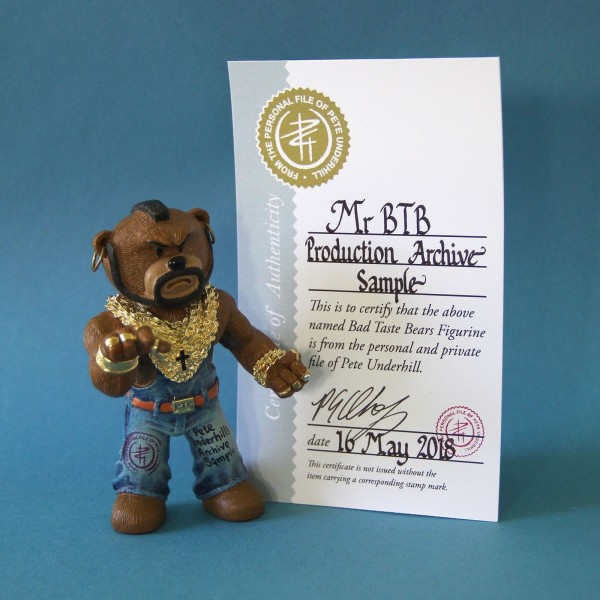 FROM THE PERSONAL FILE OF PETE UNDERHILL •
Mr BTB
Production Archive
Sample
This is to certify that the above
named Bad Taste Bears Figurine
is from the personal and private
file of Pete Underhill.
date 16 May 2018
This certificate is not issued without the
item carrying a corresponding stamp mark.
of Authenticity
Pete
Underhill
Archive
Sample